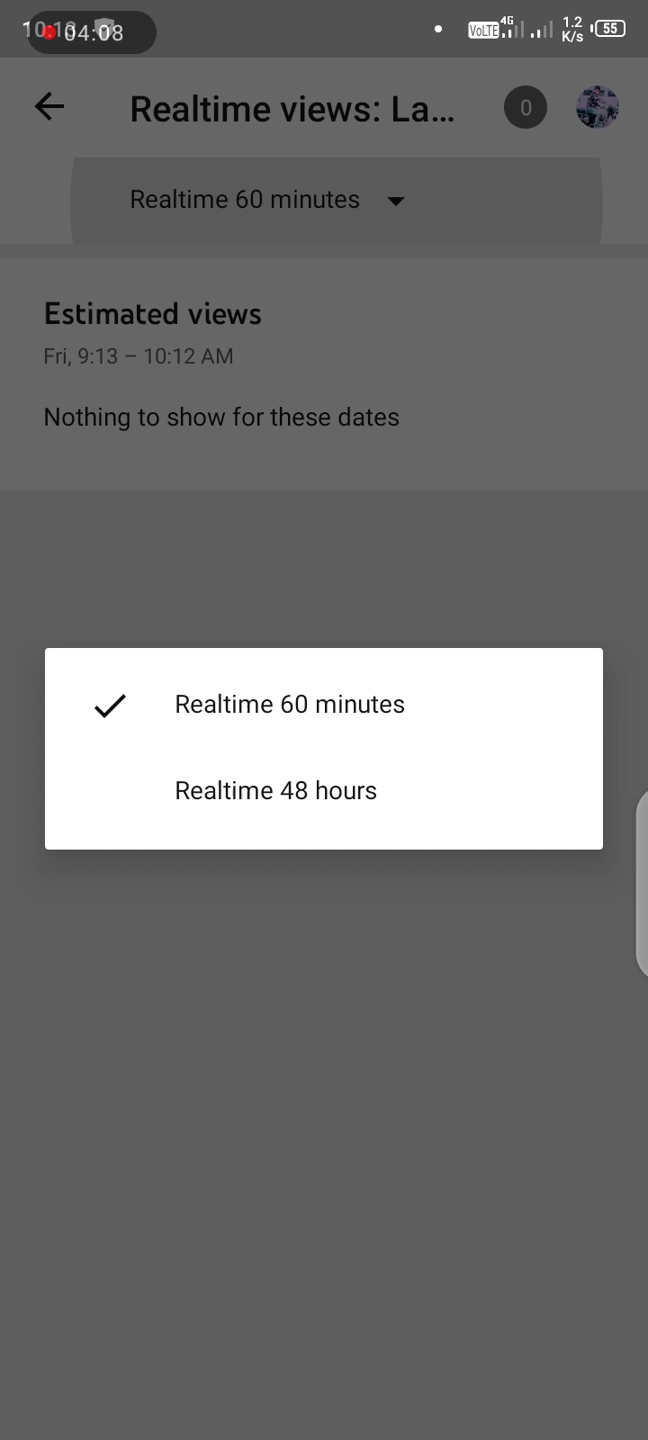 04:08
VoLTE 4G 1.2 K/s 55
Realtime views: La... 0
Realtime 60 minutes
Estimated views
Fri, 9:13 – 10:12 AM
Nothing to show for these dates
Realtime 60 minutes
Realtime 48 hours